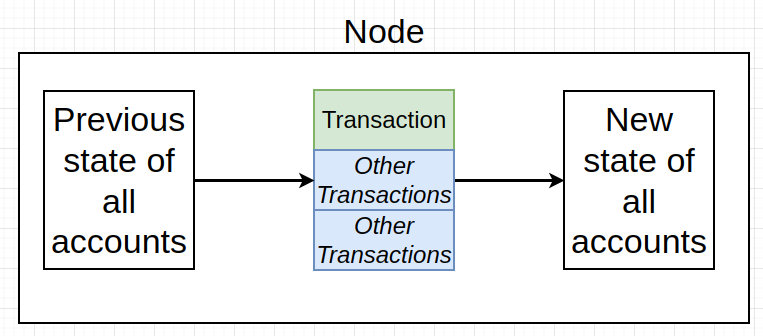 Node
Previous
state of
all
accounts
Transaction
Other
Transactions
Other
Transactions
New
state of
all
accounts